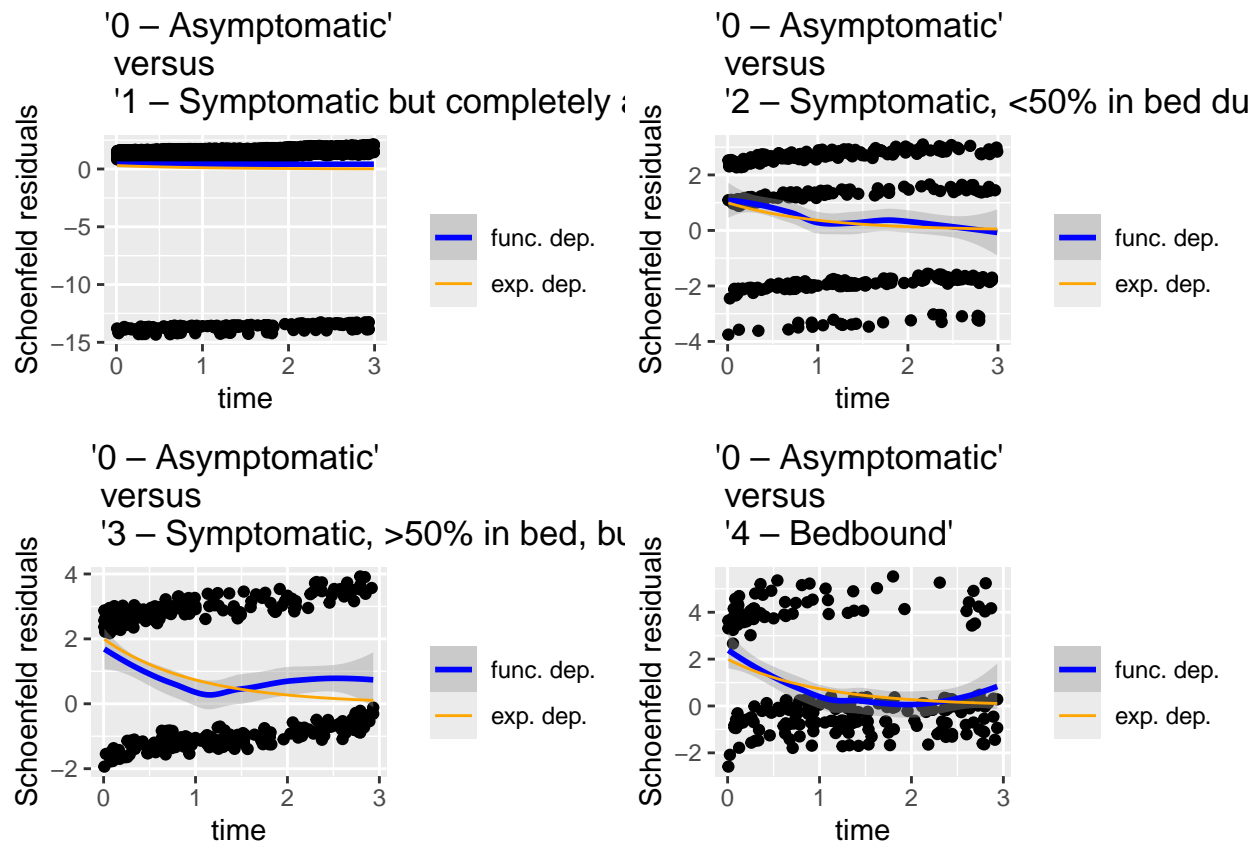 '0 – Asymptomatic'
versus
'1 – Symptomatic but completely a
Schoenfeld residuals
0
−5
−10
−15
0 1 2 3
time
func. dep.
exp. dep.
'0 – Asymptomatic'
versus
'2 – Symptomatic, <50% in bed du
Schoenfeld residuals
2
0
−2
−4
0 1 2 3
time
func. dep.
exp. dep.
'0 – Asymptomatic'
versus
'3 – Symptomatic, >50% in bed, bu
Schoenfeld residuals
4
2
0
−2
0 1 2 3
time
func. dep.
exp. dep.
'0 – Asymptomatic'
versus
'4 – Bedbound'
Schoenfeld residuals
4
2
0
−2
0 1 2 3
time
func. dep.
exp. dep.